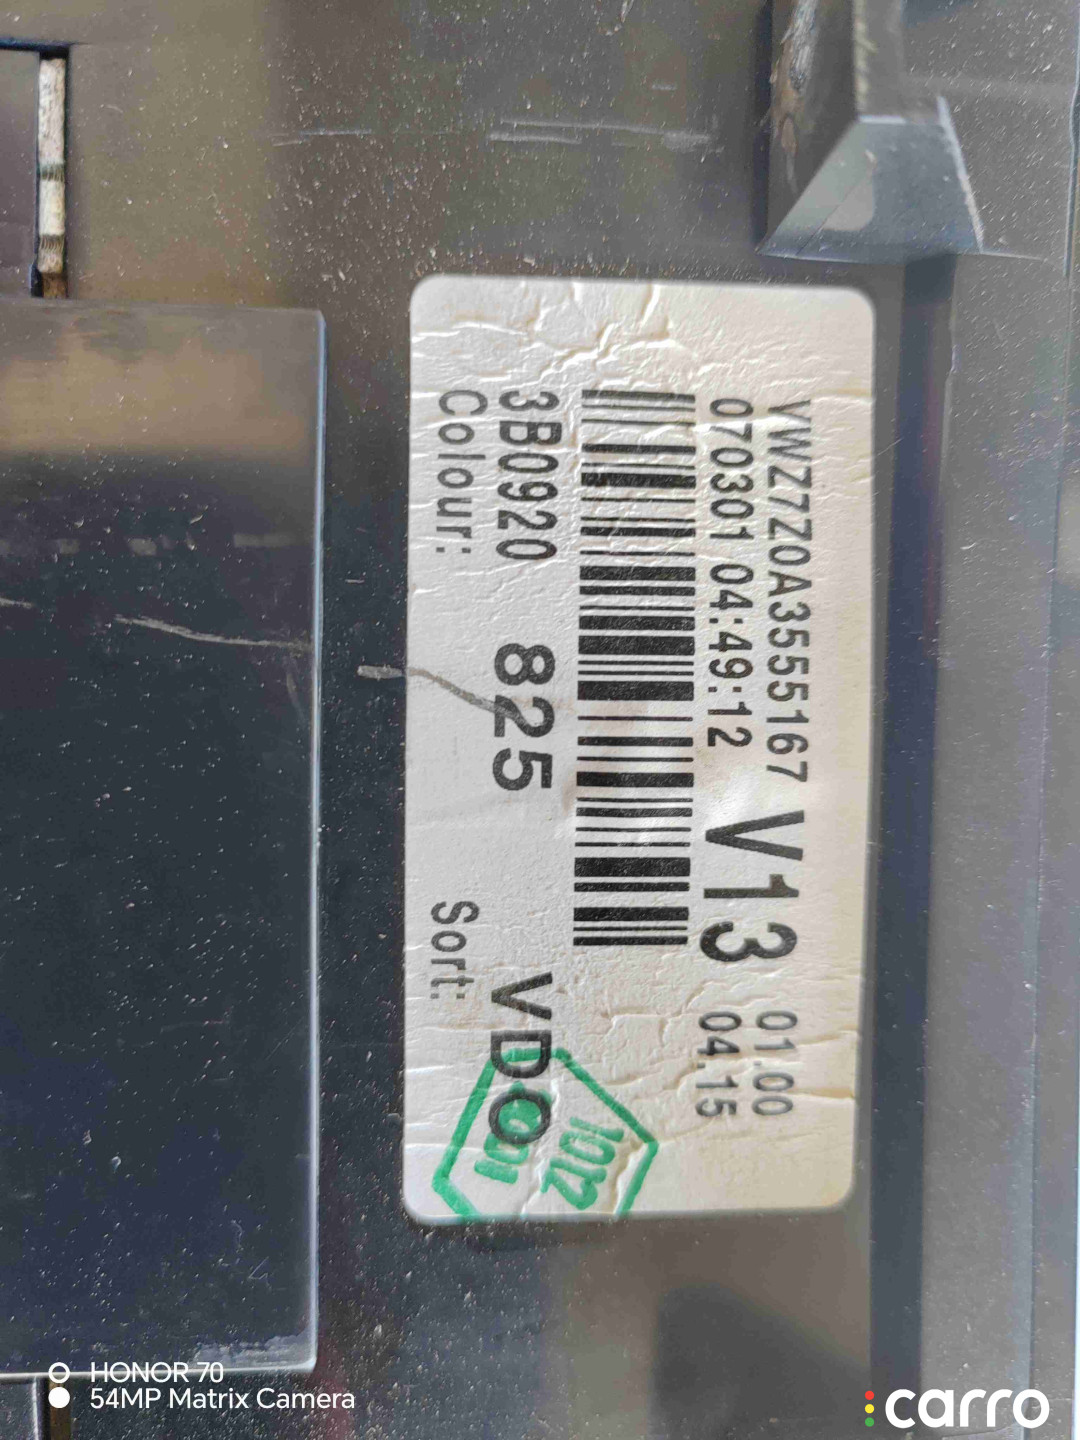 VWZ7Z0A3555167 V13 01.00
070301 04:49:12 04.15
3B0920 825 VDO
Colour: Sort:
1012
HONOR 70
54MP Matrix Camera
carro